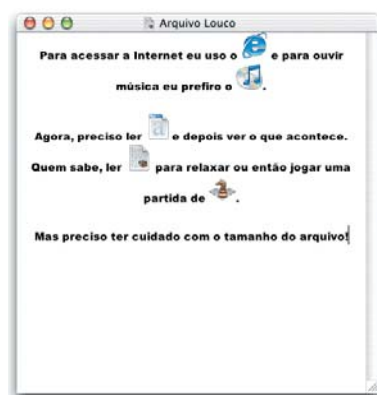 Arquivo Louco
Para acessar a Internet eu uso o e para ouvir
música eu prefiro o .
Agora, preciso ler e depois ver o que acontece.
Quem sabe, ler para relaxar ou então jogar uma
partida de .
Mas preciso ter cuidado com o tamanho do arquivo!